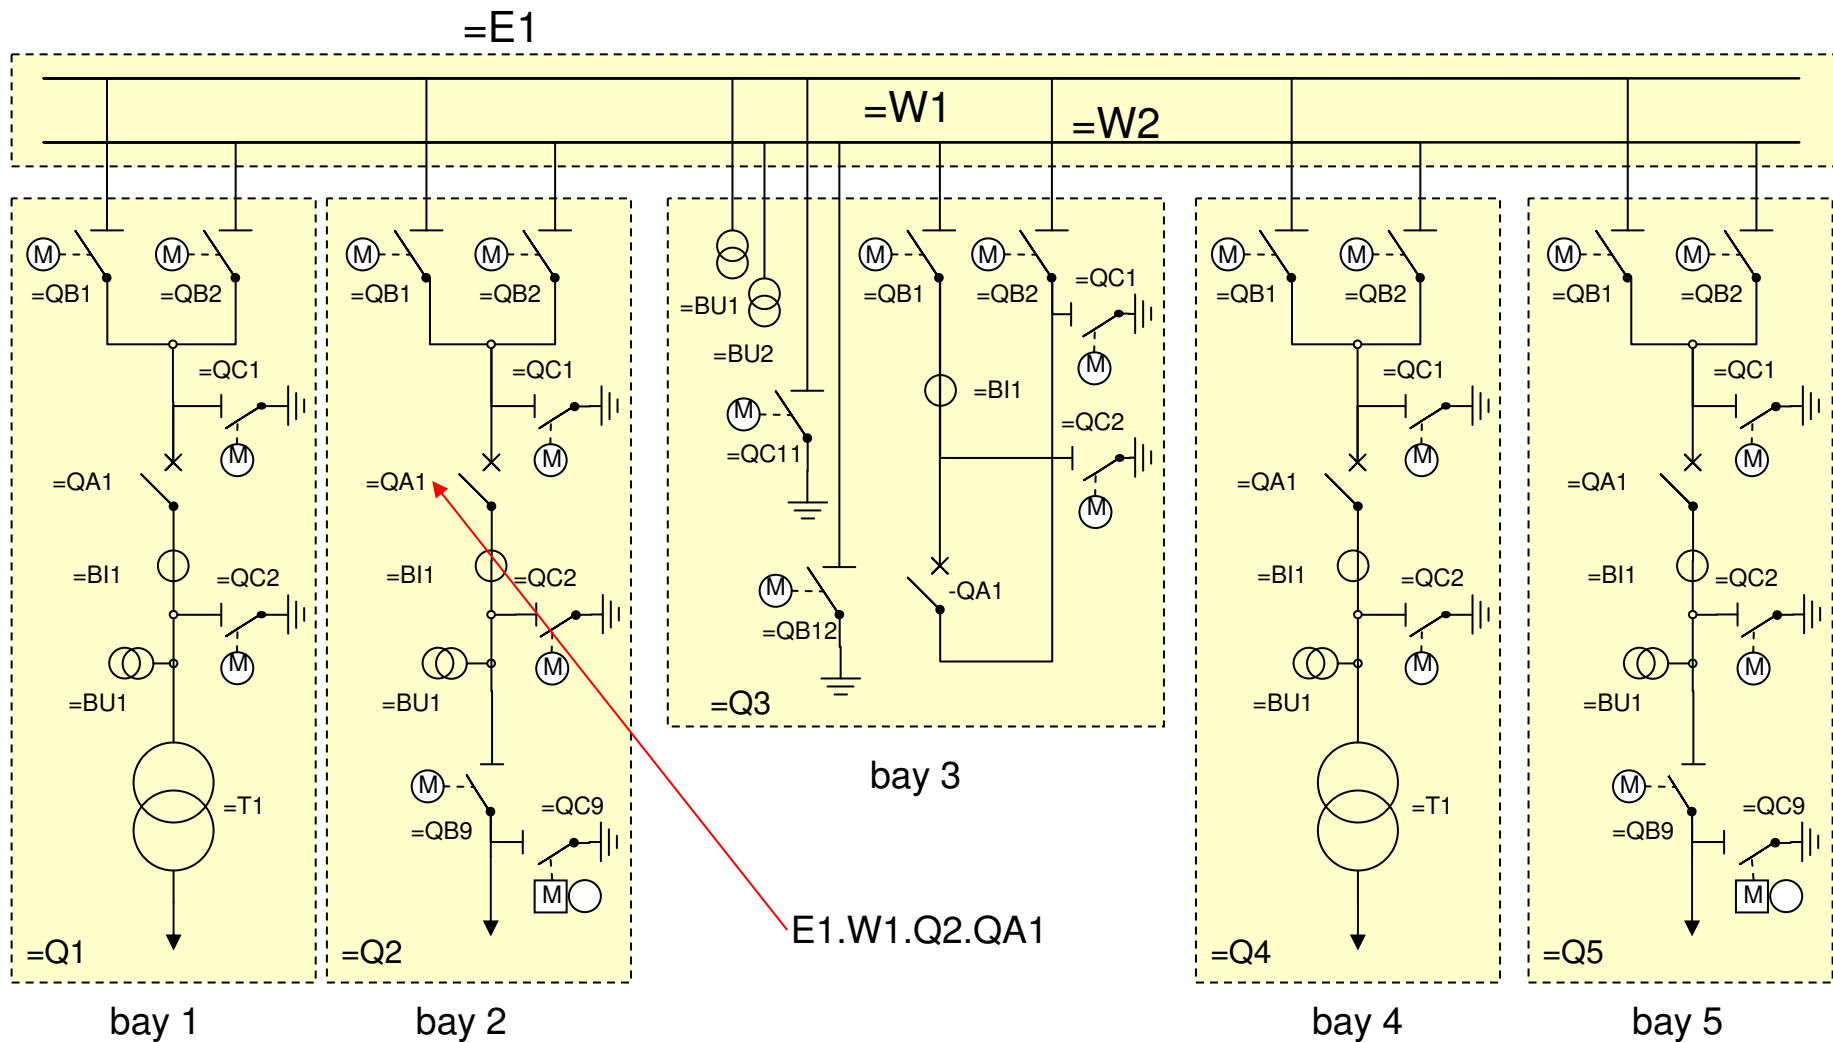 =E1
=W1
=W2
M
M
=QB1
=QB2
=QC1
M
=QA1
=BI1
=QC2
M
=BU1
=T1
=Q1
bay 1
M
M
=QB1
=QB2
=QC1
M
=QA1
=BI1
=QC2
M
=BU1
M
=QB9
=QC9
M
=Q2
bay 2
=BU1
=BU2
M
M
=QB1
=QB2
=QC1
M
=BI1
M
=QC11
=QC2
M
M
=QB12
-QA1
=Q3
bay 3
E1.W1.Q2.QA1
M
M
=QB1
=QB2
=QC1
M
=QA1
=BI1
=QC2
M
=BU1
=T1
=Q4
bay 4
M
M
=QB1
=QB2
=QC1
M
=QA1
=BI1
=QC2
M
=BU1
M
=QB9
=QC9
M
=Q5
bay 5